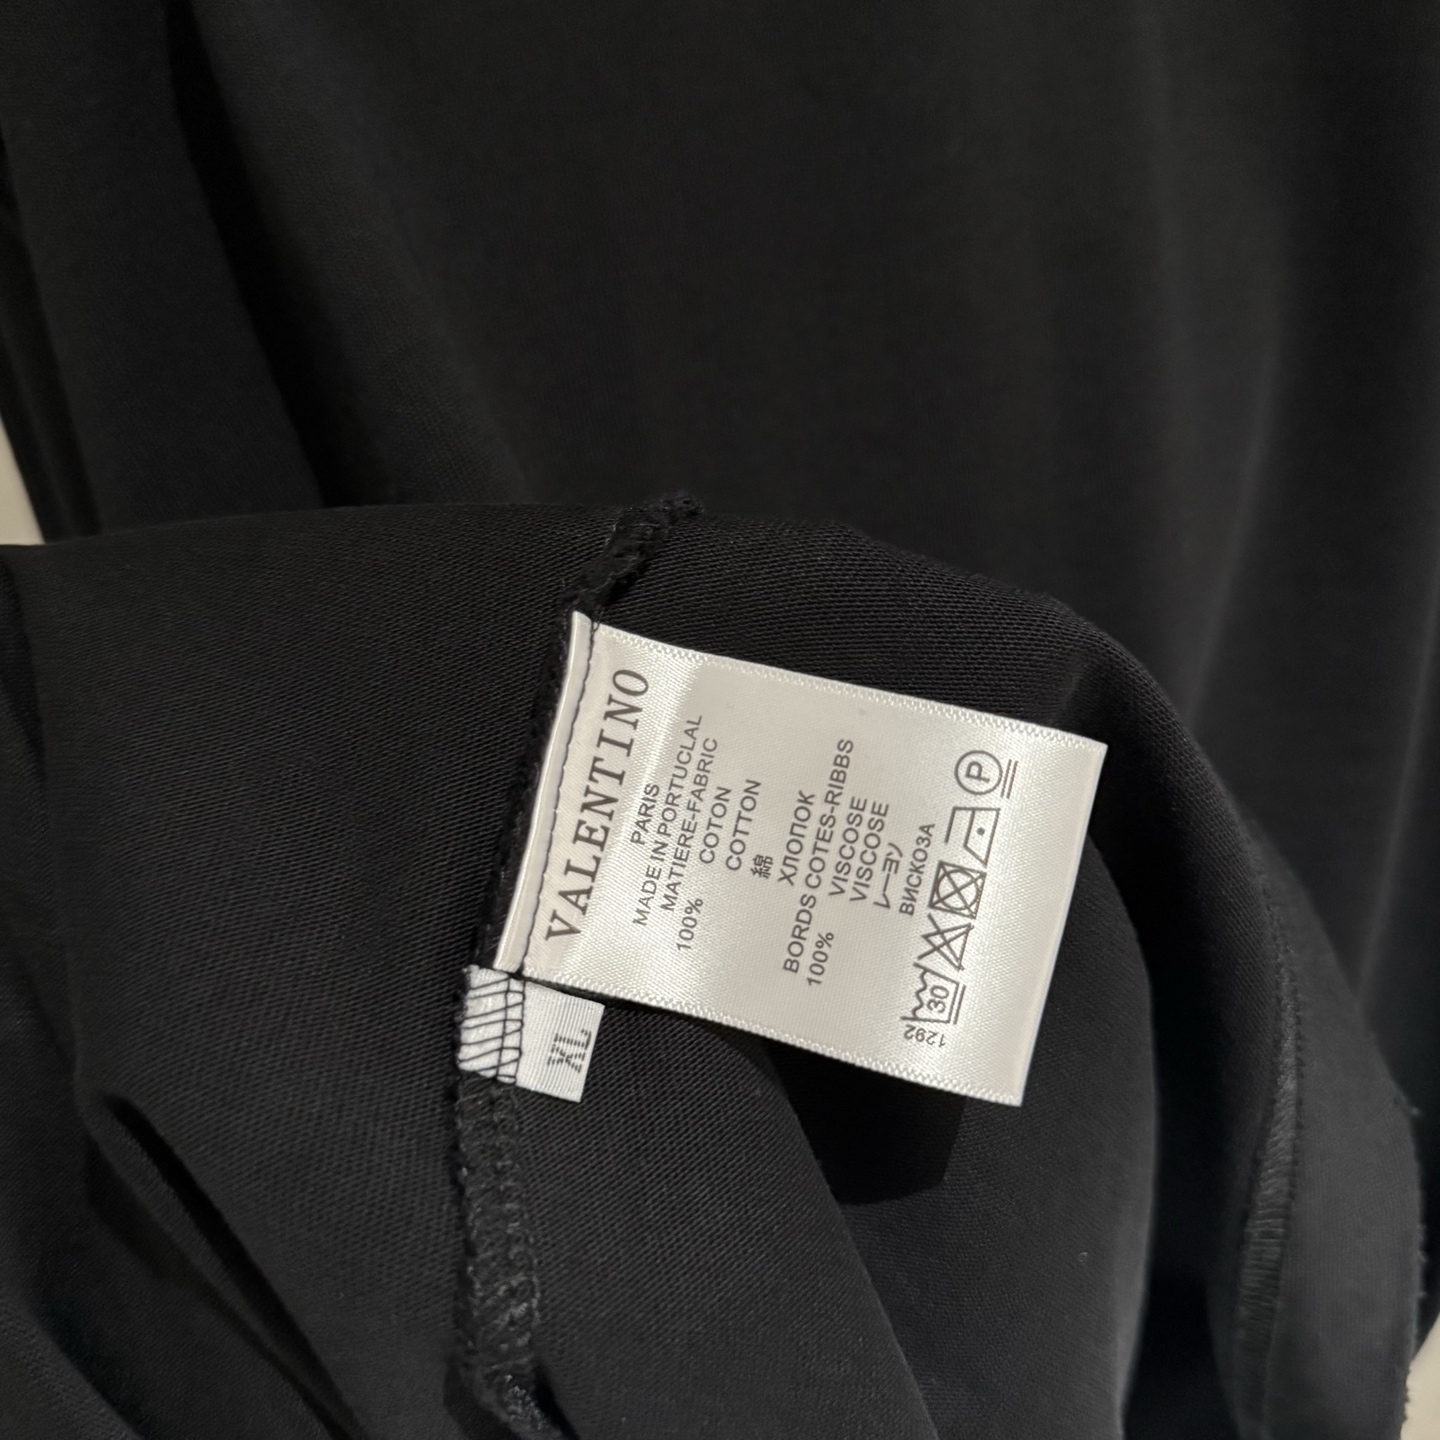 VALENTINO
PARIS
MADE IN PORTUCLAL
MATIERE-FABRIC
100% COTON
COTTON
綿
ХЛОПОК
BORDS COTES-RIBBS
100% VISCOSE
VISCOSE
レーヨン
ВИСКОЗА
30
P
1292
XL